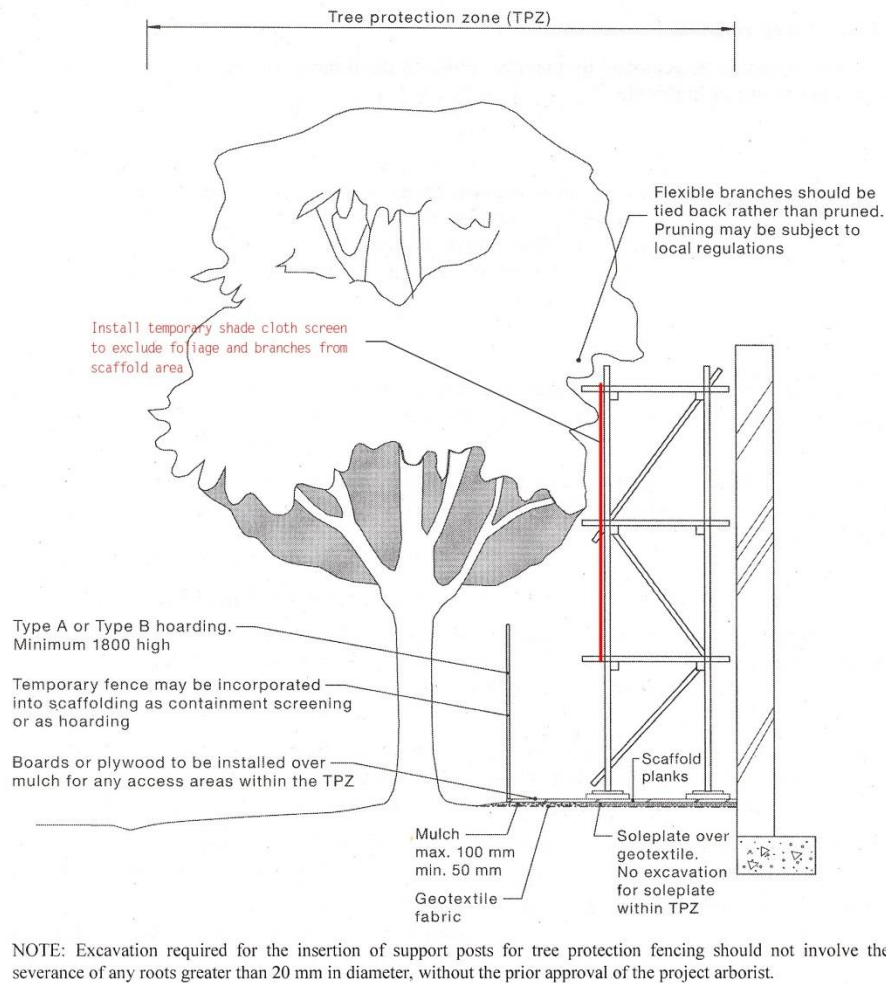 Tree protection zone (TPZ)
Flexible branches should be
tied back rather than pruned.
Pruning may be subject to
local regulations
Install temporary shade cloth screen
to exclude foliage and branches from
scaffold area
Type A or Type B hoarding.
Minimum 1800 high
Temporary fence may be incorporated
into scaffolding as containment screening
or as hoarding
Boards or plywood to be installed over
mulch for any access areas within the TPZ
Scaffold
planks
Mulch
max. 100 mm
min. 50 mm
Geotextile
fabric
Soleplate over
geotextile.
No excavation
for soleplate
within TPZ
NOTE: Excavation required for the insertion of support posts for tree protection fencing should not involve the
severance of any roots greater than 20 mm in diameter, without the prior approval of the project arborist.